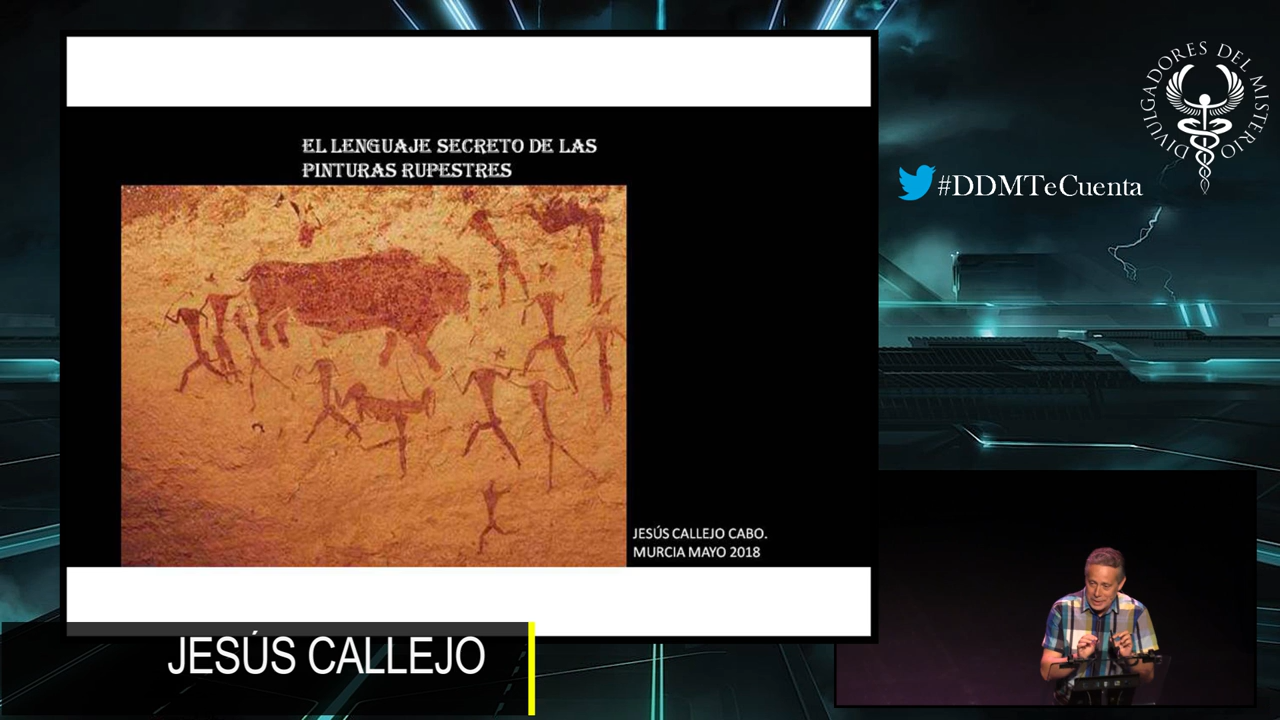 EL LENGUAJE SECRETO DE LAS
PINTURAS RUPESTRES
JESÚS CALLEJO CABO.
MURCIA MAYO 2018
DIVULGADORES DEL MISTERIO
#DDMTeCuenta
JESÚS CALLEJO